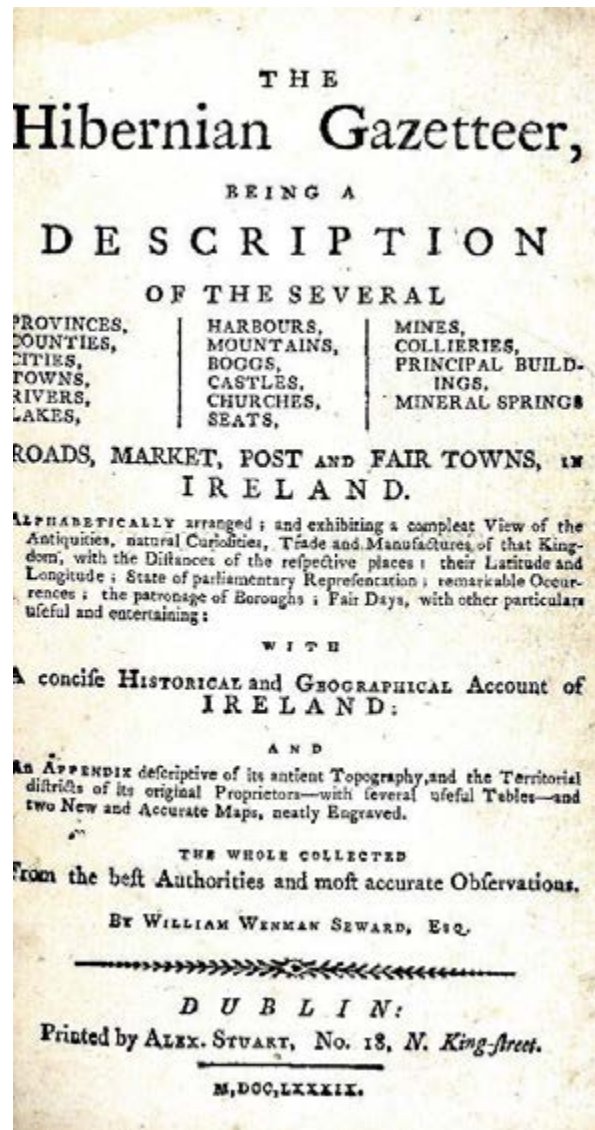 THE
Hibernian Gazetteer,
BEING A
DESCRIPTION
OF THE SEVERAL
PROVINCES,
COUNTIES,
CITIES,
TOWNS,
RIVERS,
LAKES,
HARBOURS,
MOUNTAINS,
BOGGS,
CASTLES,
CHURCHES,
SEATS,
MINES,
COLLIERIES,
PRINCIPAL BUILD-
INGS,
MINERAL SPRINGS
ROADS, MARKET, POST AND FAIR TOWNS, IN
IRELAND.
ALPHABETICALLY arranged ; and exhibiting a compleat View of the
Antiquities, natural Curiosities, Trade and Manufactures, of that King-
dom, with the Diſtances of the reſpective places : their Latitude and
Longitude ; State of parliamentary Repreſentation ; remarkable Occur-
rences ; the patronage of Boroughs ; Fair Days, with other particulars
uſeful and entertaining :
WITH
A conciſe HISTORICAL and GEOGRAPHICAL Account of
IRELAND:
AND
An APPENDIX deſcriptive of its antient Topography, and the Territorial
diſtricts of its original Proprietors—with ſeveral uſeful Tables—and
two New and Accurate Maps, neatly Engraved.
THE WHOLE COLLECTED
From the beſt Authorities and moſt accurate Obſervations.
BY WILLIAM WENMAN SEWARD, ESQ.
DUBLIN:
Printed by ALEX. STUART, No. 18, N. King-ſtreet.
M,DCC,LXXXIX.